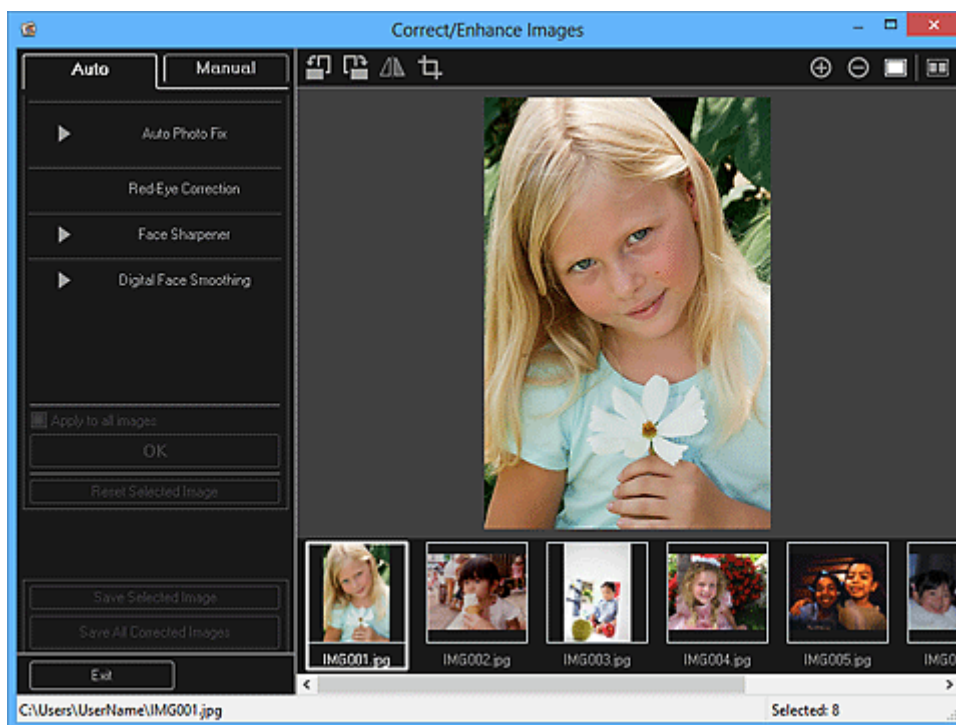 Correct/Enhance Images
Auto
Manual
Auto Photo Fix
Red-Eye Correction
Face Sharpener
Digital Face Smoothing
Apply to all images
OK
Reset Selected Image
Save Selected Image
Save All Corrected Images
Exit
IMG001.jpg
IMG002.jpg
IMG003.jpg
IMG004.jpg
IMG005.jpg
IMG0
C:\Users\UserName\IMG001.jpg
Selected: 8